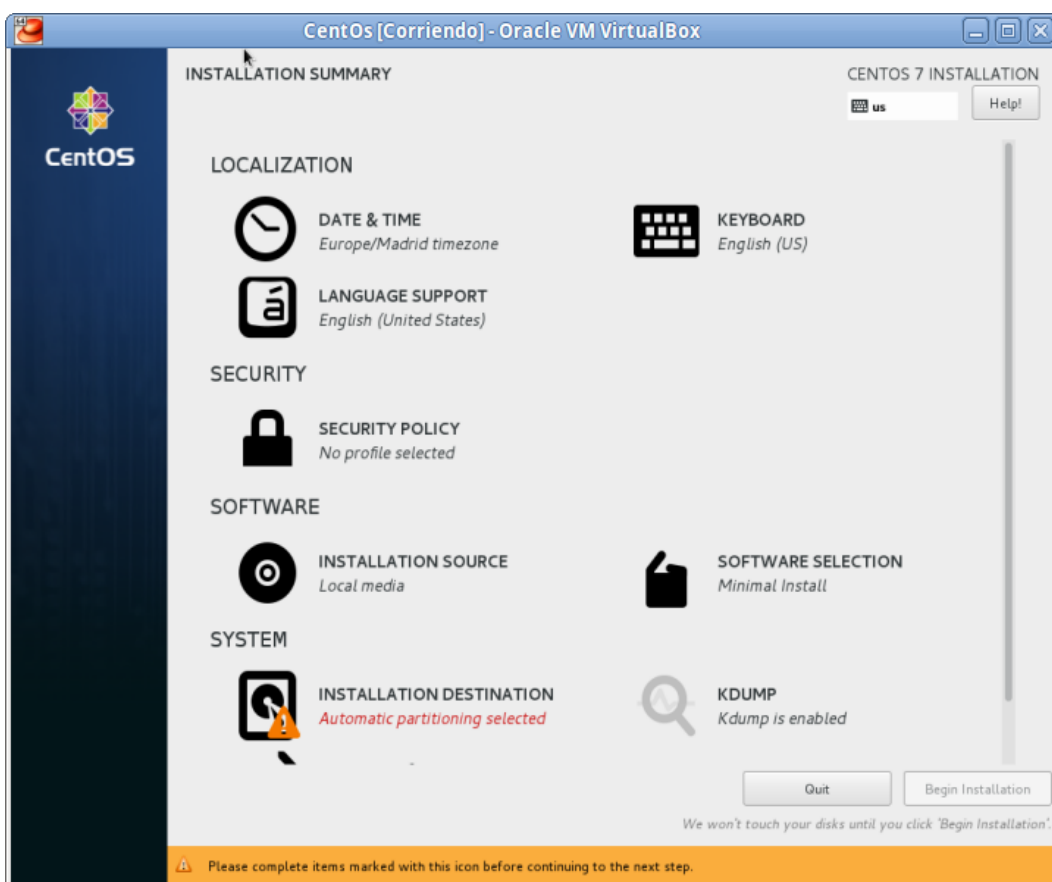 CentOs [Corriendo] - Oracle VM VirtualBox
INSTALLATION SUMMARY
CENTOS 7 INSTALLATION
us
Help!
CentOS
LOCALIZATION
DATE & TIME
Europe/Madrid timezone
KEYBOARD
English (US)
LANGUAGE SUPPORT
English (United States)
SECURITY
SECURITY POLICY
No profile selected
SOFTWARE
INSTALLATION SOURCE
Local media
SOFTWARE SELECTION
Minimal Install
SYSTEM
INSTALLATION DESTINATION
Automatic partitioning selected
KDUMP
Kdump is enabled
Quit
Begin Installation
We won't touch your disks until you click 'Begin Installation'.
Please complete items marked with this icon before continuing to the next step.